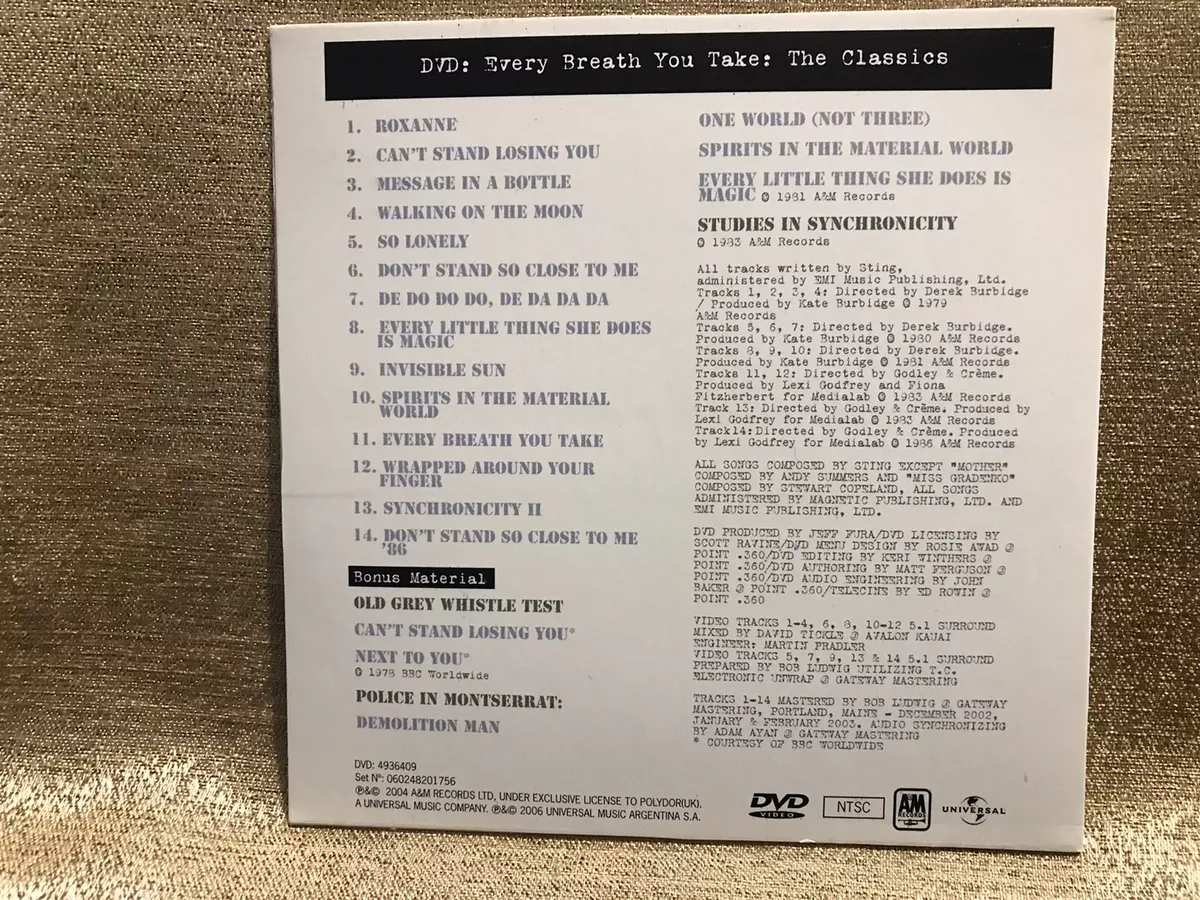 DVD: Every Breath You Take: The Classics
1. ROXANNE
2. CAN'T STAND LOSING YOU
3. MESSAGE IN A BOTTLE
4. WALKING ON THE MOON
5. SO LONELY
6. DON'T STAND SO CLOSE TO ME
7. DE DO DO DO, DE DA DA DA
8. EVERY LITTLE THING SHE DOES
IS MAGIC
9. INVISIBLE SUN
10. SPIRITS IN THE MATERIAL
WORLD
11. EVERY BREATH YOU TAKE
12. WRAPPED AROUND YOUR
FINGER
13. SYNCHRONICITY II
14. DON'T STAND SO CLOSE TO ME
'86
Bonus Material
OLD GREY WHISTLE TEST
CAN'T STAND LOSING YOU*
NEXT TO YOU*
© 1978 BBC Worldwide
POLICE IN MONTSERRAT:
DEMOLITION MAN
ONE WORLD (NOT THREE)
SPIRITS IN THE MATERIAL WORLD
EVERY LITTLE THING SHE DOES IS
MAGIC © 1981 A&M Records
STUDIES IN SYNCHRONICITY
© 1983 A&M Records
All tracks written by Sting,
administered by EMI Music Publishing, Ltd.
Tracks 1, 2, 3, 4: Directed by Derek Burbidge
/ Produced by Kate Burbidge © 1979
A&M Records
Tracks 5, 6, 7: Directed by Derek Burbidge.
Produced by Kate Burbidge © 1980 A&M Records
Tracks 8, 9, 10: Directed by Derek Burbidge.
Produced by Kate Burbidge © 1981 A&M Records
Tracks 11, 12: Directed by Godley & Crème.
Produced by Lexi Godfrey and Fiona
Fitzherbert for Medialab © 1983 A&M Records
Track 13: Directed by Godley & Crème. Produced by
Lexi Godfrey for Medialab © 1983 A&M Records
Track14: Directed by Godley & Crème. Produced
by Lexi Godfrey for Medialab © 1986 A&M Records
ALL SONGS COMPOSED BY STING EXCEPT "MOTHER"
COMPOSED BY ANDY SUMMERS AND "MISS GRADENKO"
COMPOSED BY STEWART COPELAND, ALL SONGS
ADMINISTERED BY MAGNETIC PUBLISHING, LTD. AND
EMI MUSIC PUBLISHING, LTD.
DVD PRODUCED BY JEFF FURA/DVD LICENSING BY
SCOTT RAVINE/DVD MENU DESIGN BY ROSIE AWAD @
POINT .360/DVD EDITING BY KERI WINTHERS @
POINT .360/DVD AUTHORING BY MATT FERGUSON @
POINT .360/DVD AUDIO ENGINEERING BY JOHN
BAKER @ POINT .360/TELECINE BY ED ROWIN @
POINT .360
VIDEO TRACKS 1-4, 6, 8, 10-12 5.1 SURROUND
MIXED BY DAVID TICKLE @ AVALON KAUAI
ENGINEER: MARTIN PRADLER
VIDEO TRACKS 5, 7, 9, 13 & 14 5.1 SURROUND
PREPARED BY BOB LUDWIG UTILIZING T.C.
ELECTRONIC UNWRAP @ GATEWAY MASTERING
TRACKS 1-14 MASTERED BY BOB LUDWIG @ GATEWAY
MASTERING, PORTLAND, MAINE - DECEMBER 2002,
JANUARY & FEBRUARY 2003. AUDIO SYNCHRONIZING
BY ADAM AYAN @ GATEWAY MASTERING
* COURTESY OF BBC WORLDWIDE
DVD: 4936409
Set Nº: 060248201756
℗&© 2004 A&M RECORDS LTD, UNDER EXCLUSIVE LICENSE TO POLYDOR(UK).
A UNIVERSAL MUSIC COMPANY. ℗&© 2006 UNIVERSAL MUSIC ARGENTINA S.A.
DVD VIDEO
NTSC
A&M RECORDS
UNIVERSAL